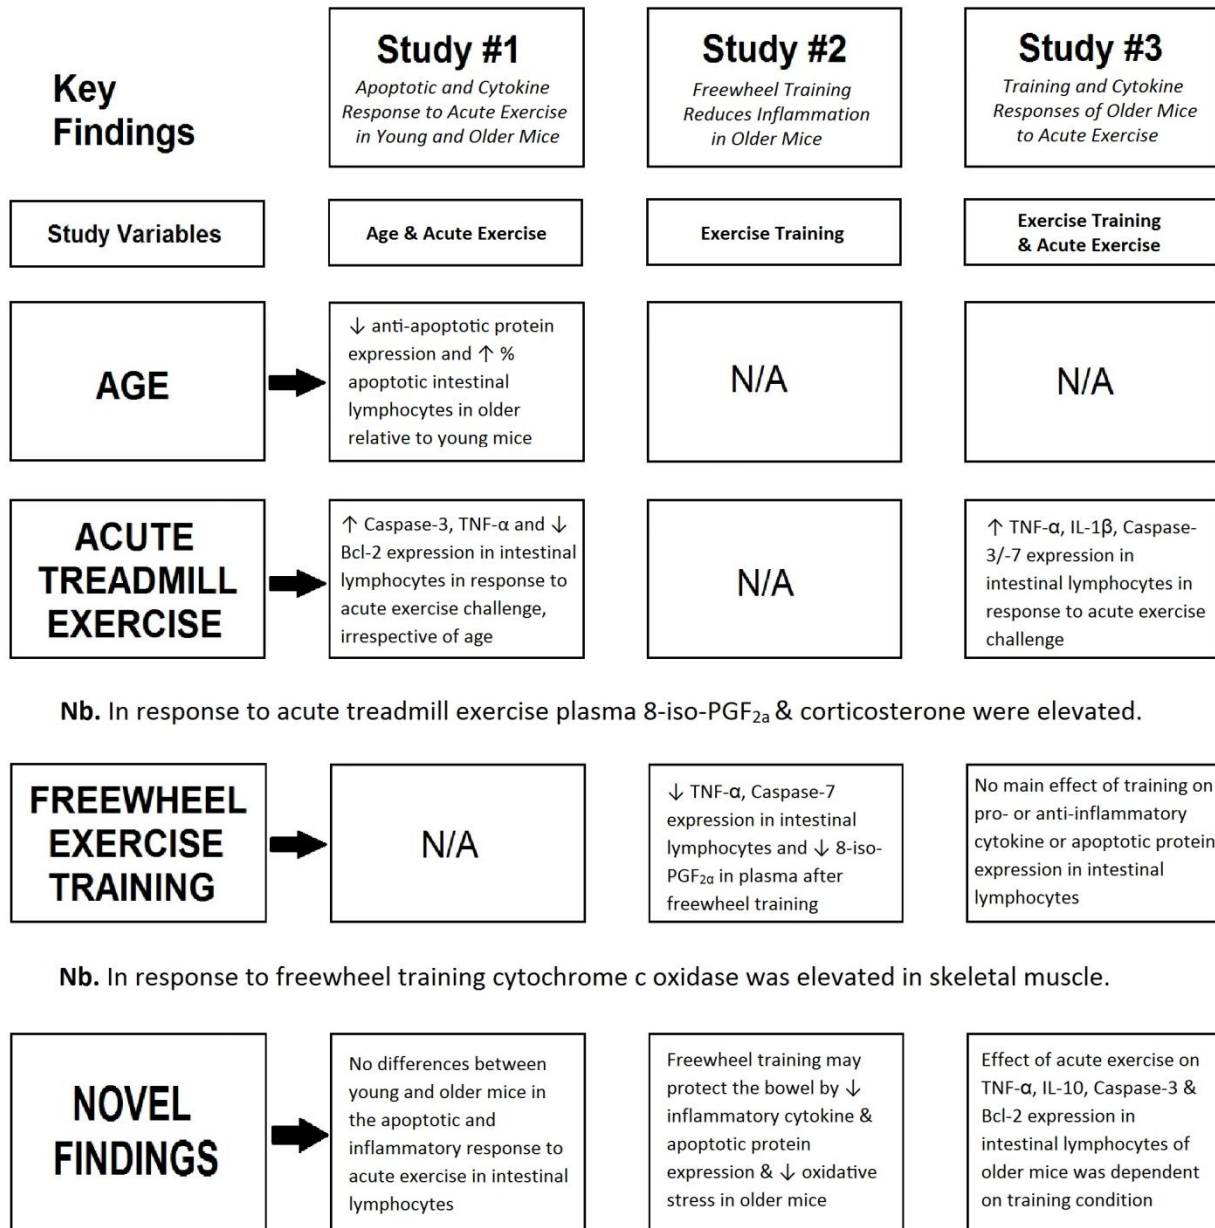 Key
Findings
Study #1
Apoptotic and Cytokine
Response to Acute Exercise
in Young and Older Mice
Study #2
Freewheel Training
Reduces Inflammation
in Older Mice
Study #3
Training and Cytokine
Responses of Older Mice
to Acute Exercise
Study Variables
Age & Acute Exercise
Exercise Training
Exercise Training
& Acute Exercise
AGE
↓ anti-apoptotic protein
expression and ↑ %
apoptotic intestinal
lymphocytes in older
relative to young mice
N/A
N/A
ACUTE
TREADMILL
EXERCISE
↑ Caspase-3, TNF-α and ↓
Bcl-2 expression in intestinal
lymphocytes in response to
acute exercise challenge,
irrespective of age
N/A
↑ TNF-α, IL-1β, Caspase-
3/-7 expression in
intestinal lymphocytes in
response to acute exercise
challenge
Nb. In response to acute treadmill exercise plasma 8-iso-PGF2a & corticosterone were elevated.
FREEWHEEL
EXERCISE
TRAINING
N/A
↓ TNF-α, Caspase-7
expression in intestinal
lymphocytes and ↓ 8-iso-
PGF2α in plasma after
freewheel training
No main effect of training on
pro- or anti-inflammatory
cytokine or apoptotic protein
expression in intestinal
lymphocytes
Nb. In response to freewheel training cytochrome c oxidase was elevated in skeletal muscle.
NOVEL
FINDINGS
No differences between
young and older mice in
the apoptotic and
inflammatory response to
acute exercise in intestinal
lymphocytes
Freewheel training may
protect the bowel by ↓
inflammatory cytokine &
apoptotic protein
expression & ↓ oxidative
stress in older mice
Effect of acute exercise on
TNF-α, IL-10, Caspase-3 &
Bcl-2 expression in
intestinal lymphocytes of
older mice was dependent
on training condition